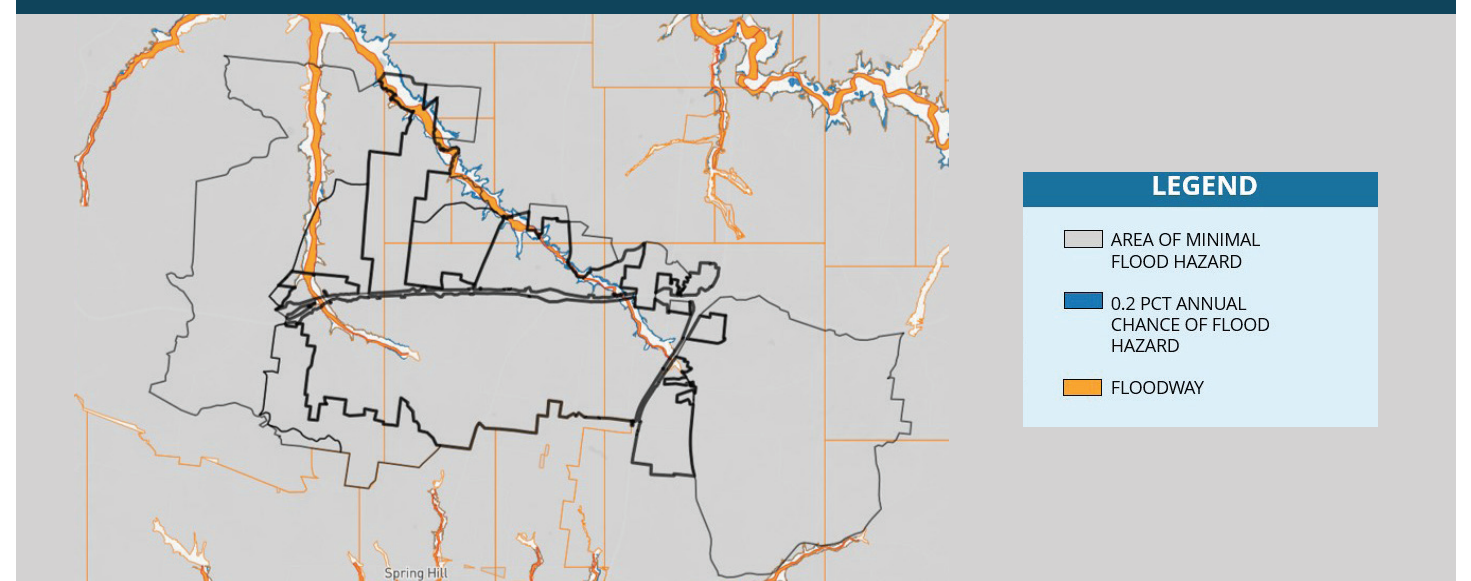 LEGEND
AREA OF MINIMAL
FLOOD HAZARD
0.2 PCT ANNUAL
CHANCE OF FLOOD
HAZARD
FLOODWAY
Spring Hill